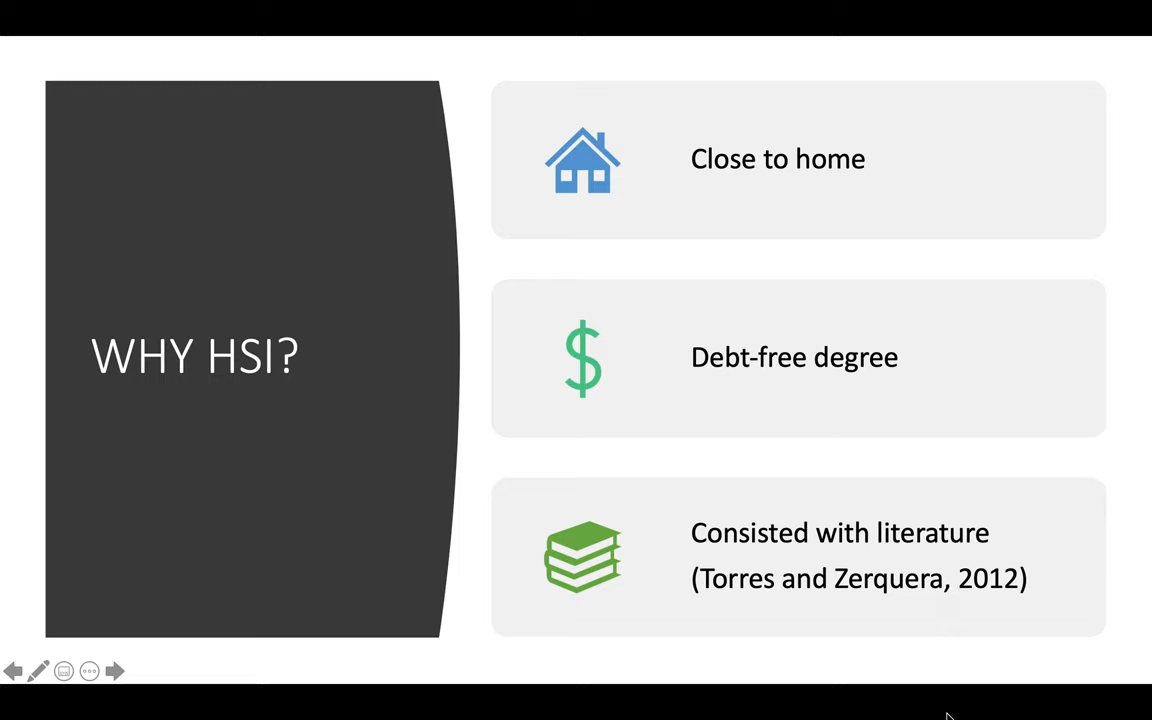 WHY HSI?
Close to home
Debt-free degree
Consisted with literature
(Torres and Zerquera, 2012)